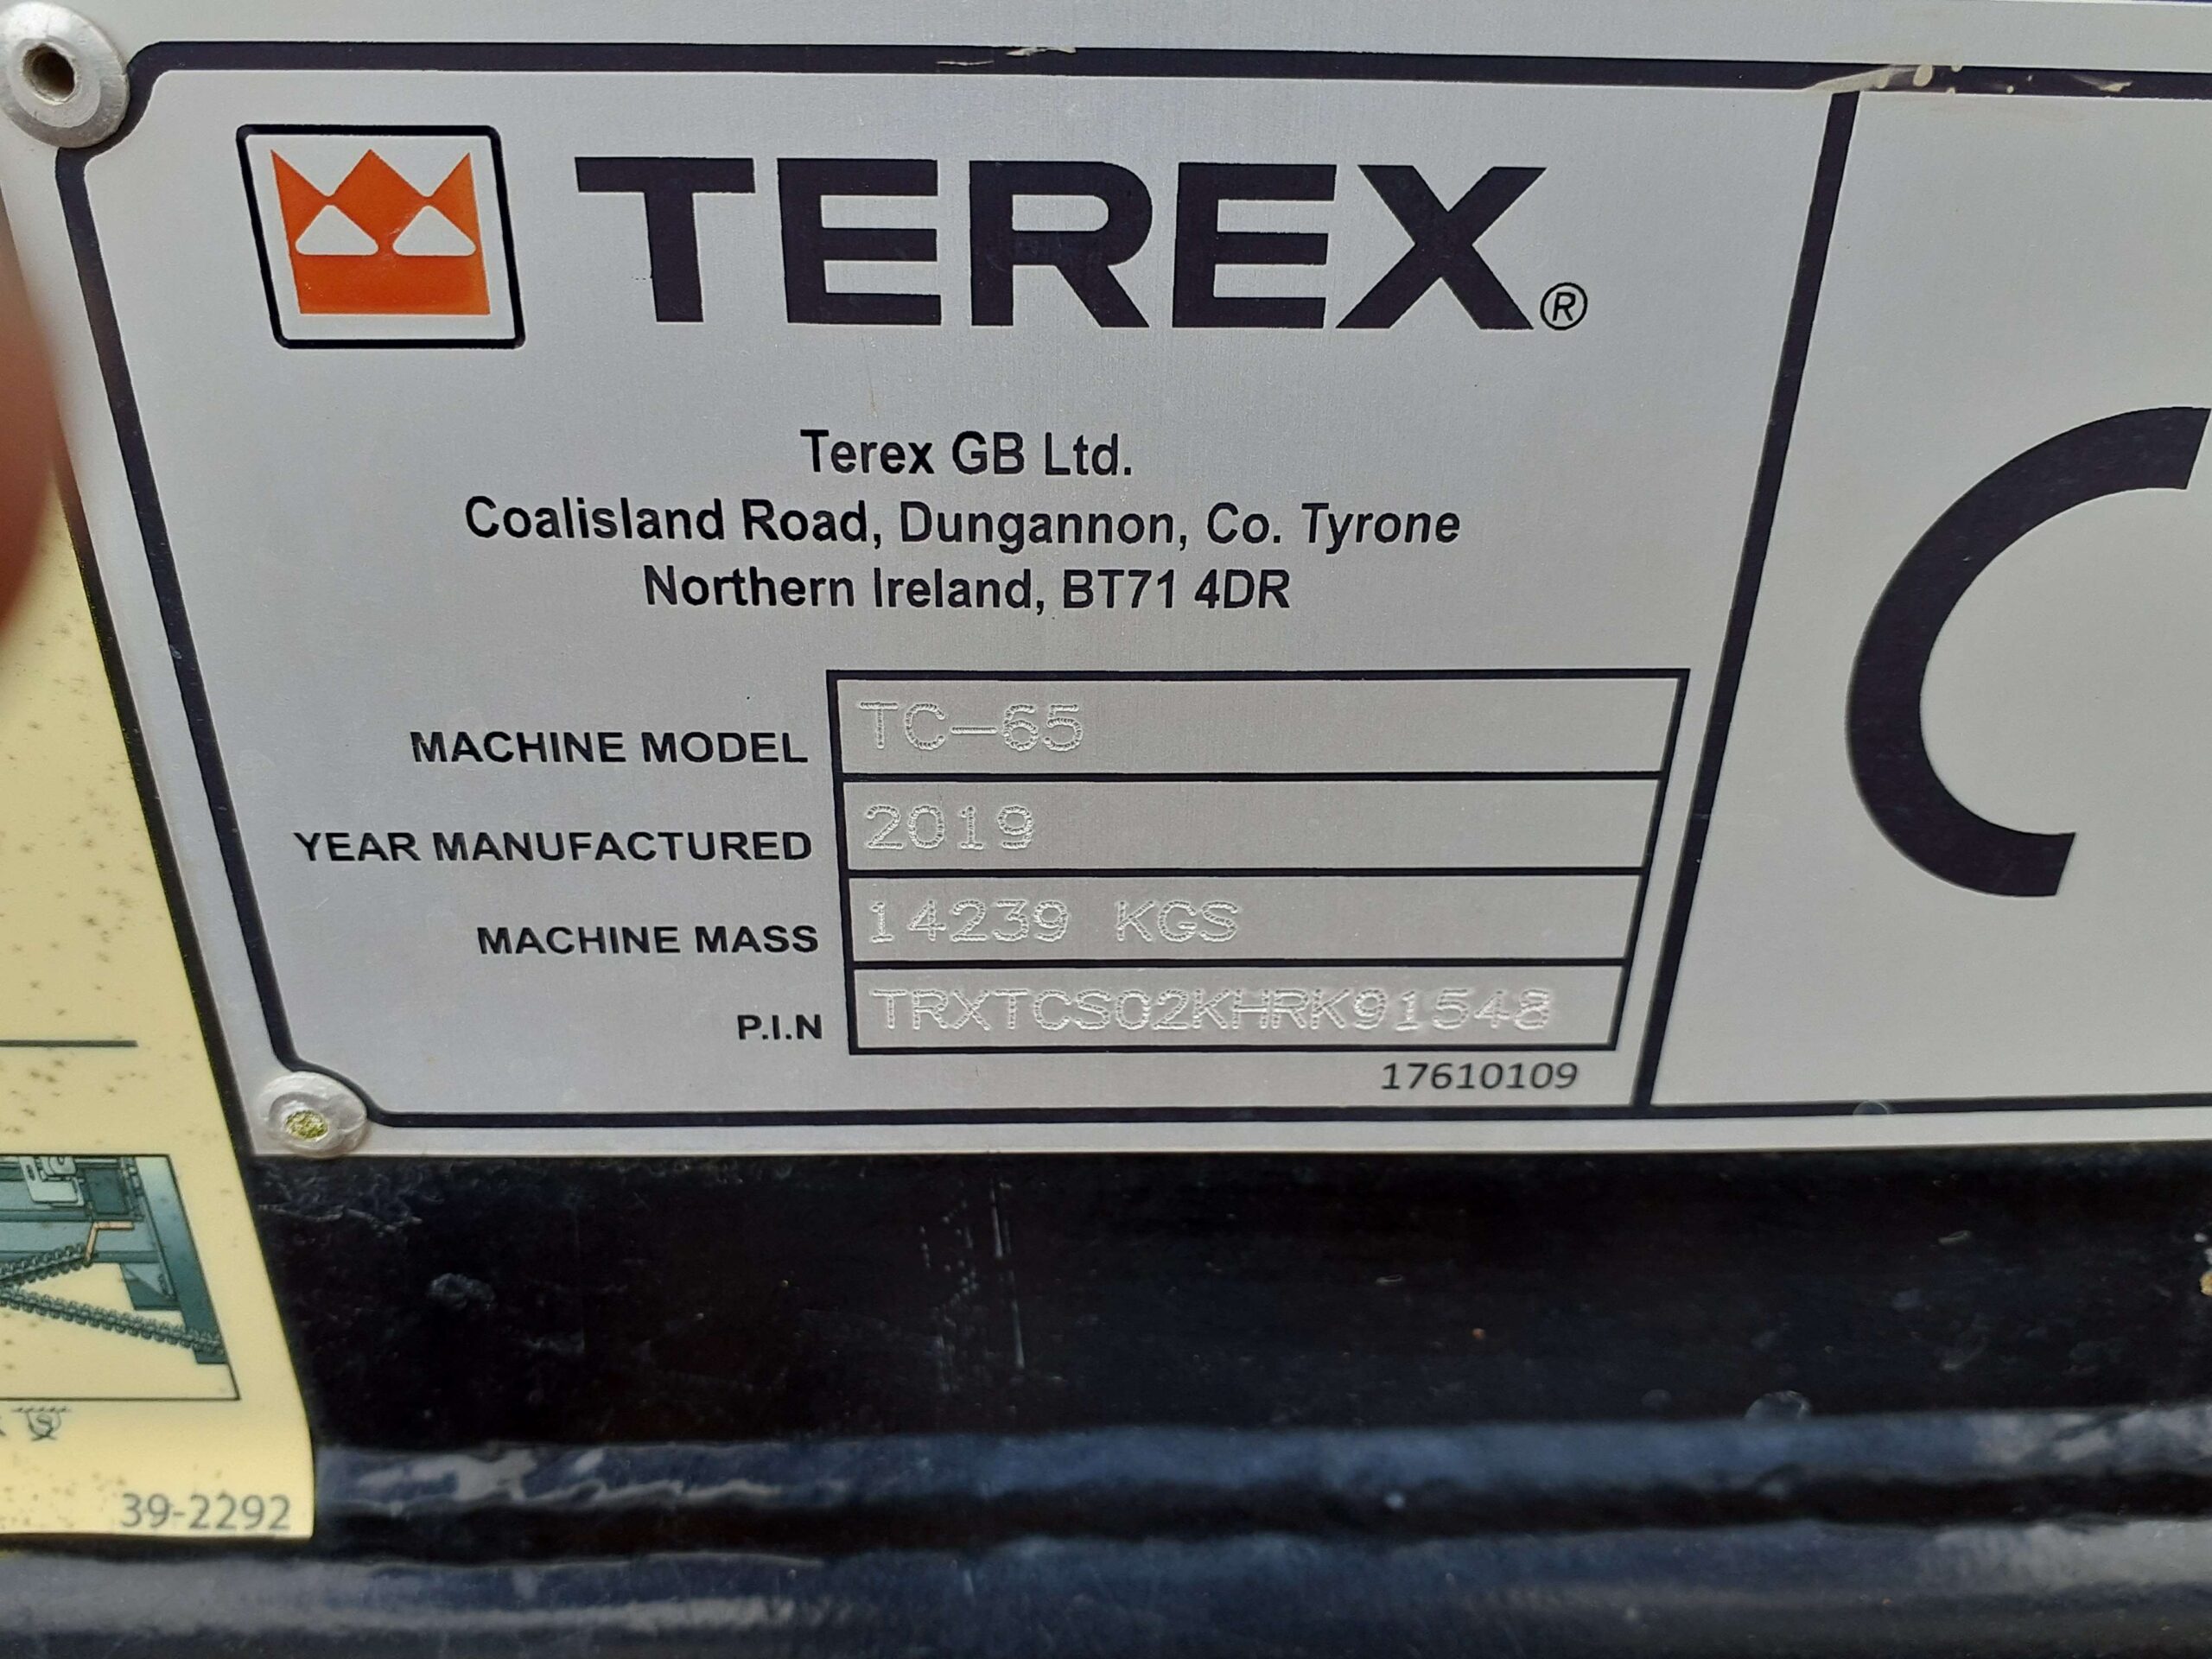 TEREX®
Terex GB Ltd.
Coalisland Road, Dungannon, Co. Tyrone
Northern Ireland, BT71 4DR
MACHINE MODEL TC-65
YEAR MANUFACTURED 2019
MACHINE MASS 14239 KGS
P.I.N TRXTCS02KHRK91548
17610109
39-2292